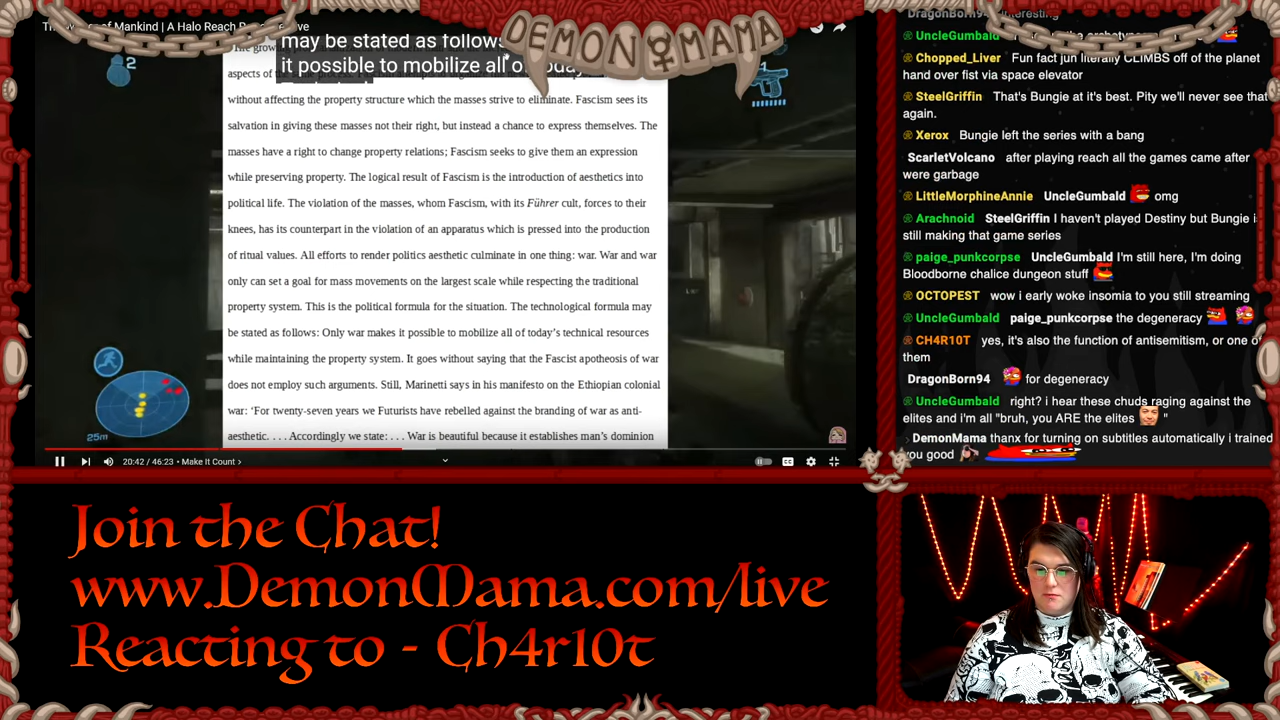 of Mankind | A Halo Reach
may be stated as follows
it possible to mobilize all of today
aspects of
without affecting the property structure which the masses strive to eliminate. Fascism sees its
salvation in giving these masses not their right, but instead a chance to express themselves. The
masses have a right to change property relations; Fascism seeks to give them an expression
while preserving property. The logical result of Fascism is the introduction of aesthetics into
political life. The violation of the masses, whom Fascism, with its Führer cult, forces to their
knees, has its counterpart in the violation of an apparatus which is pressed into the production
of ritual values. All efforts to render politics aesthetic culminate in one thing: war. War and war
only can set a goal for mass movements on the largest scale while respecting the traditional
property system. This is the political formula for the situation. The technological formula may
be stated as follows: Only war makes it possible to mobilize all of today's technical resources
while maintaining the property system. It goes without saying that the Fascist apotheosis of war
does not employ such arguments. Still, Marinetti says in his manifesto on the Ethiopian colonial
war: 'For twenty-seven years we Futurists have rebelled against the branding of war as anti-
aesthetic. . . . Accordingly we state: . . . War is beautiful because it establishes man's dominion
2
25m
20:42 / 46:23 • Make It Count >
DEMON MAMA
DragonBorn94 interesting
UncleGumbald
Chopped_Liver Fun fact jun literally CLIMBS off of the planet
hand over fist via space elevator
SteelGriffin That's Bungie at it's best. Pity we'll never see that
again.
Xerox Bungie left the series with a bang
ScarletVolcano after playing reach all the games came after
were garbage
LittleMorphineAnnie UncleGumbald omg
Arachnoid SteelGriffin I haven't played Destiny but Bungie is
still making that game series
paige_punkcorpse UncleGumbald I'm still here, I'm doing
Bloodborne chalice dungeon stuff
OCTOPEST wow i early woke insomia to you still streaming
UncleGumbald paige_punkcorpse the degeneracy
CH4R10T yes, it's also the function of antisemitism, or one of
them
DragonBorn94 for degeneracy
UncleGumbald right? i hear these chuds raging against the
elites and i'm all "bruh, you ARE the elites "
DemonMama thanx for turning on subtitles automatically i trained
you good
Join the Chat!
www.DemonMama.com/live
Reacting to - Ch4r10t